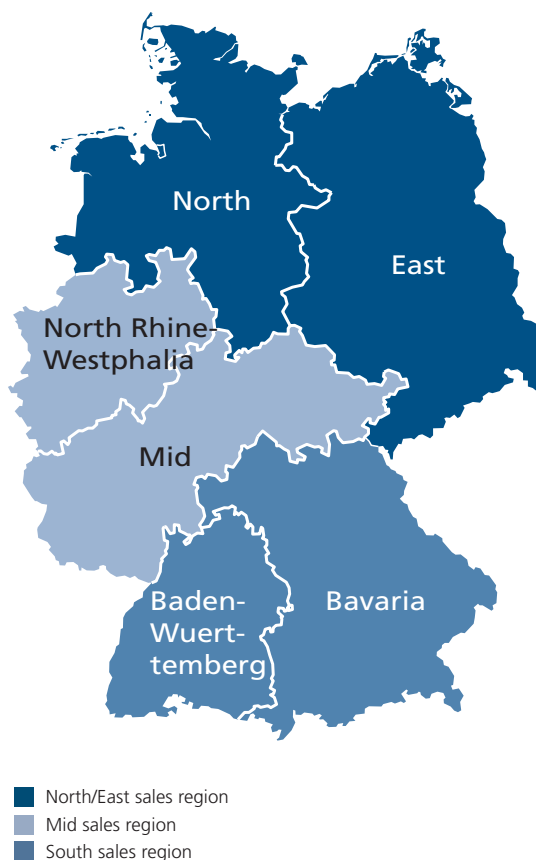 North
East
North Rhine-
Westphalia
Mid
Baden-
Wuert-
temberg
Bavaria
North/East sales region
Mid sales region
South sales region